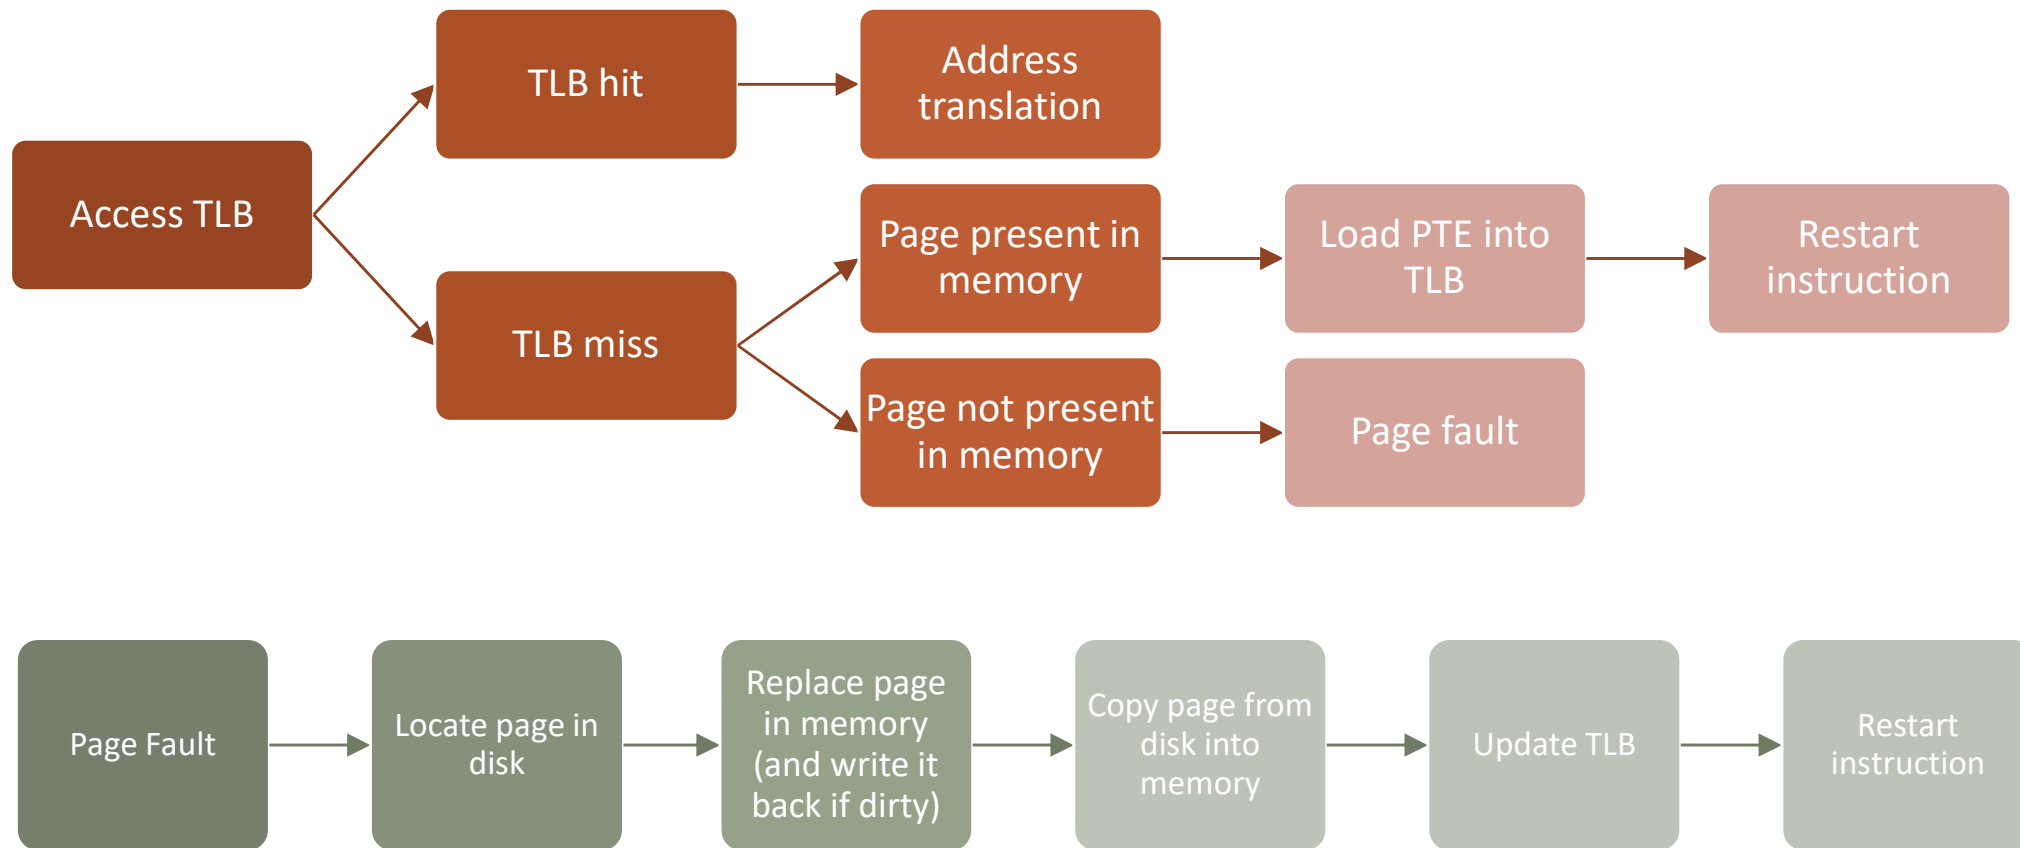 Access TLB
TLB hit
Address
translation
TLB miss
Page present in
memory
Load PTE into
TLB
Restart
instruction
Page not present
in memory
Page fault
Page Fault
Locate page in
disk
Replace page
in memory
(and write it
back if dirty)
Copy page from
disk into
memory
Update TLB
Restart
instruction